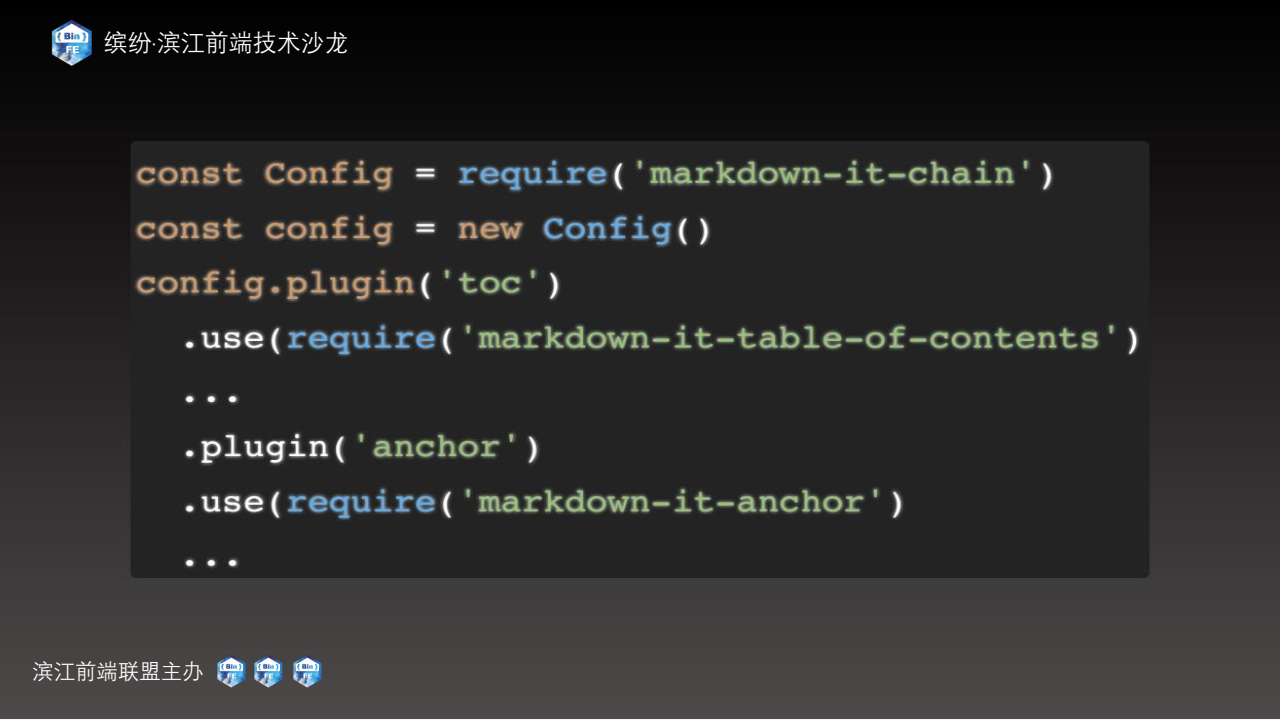 { Bin }
FE
缤纷·滨江前端技术沙龙
const Config = require('markdown-it-chain')
const config = new Config()
config.plugin('toc')
  .use(require('markdown-it-table-of-contents')
  ...
  .plugin('anchor')
  .use(require('markdown-it-anchor')
  ...
滨江前端联盟主办
{ Bin } { Bin } { Bin }
FE FE FE